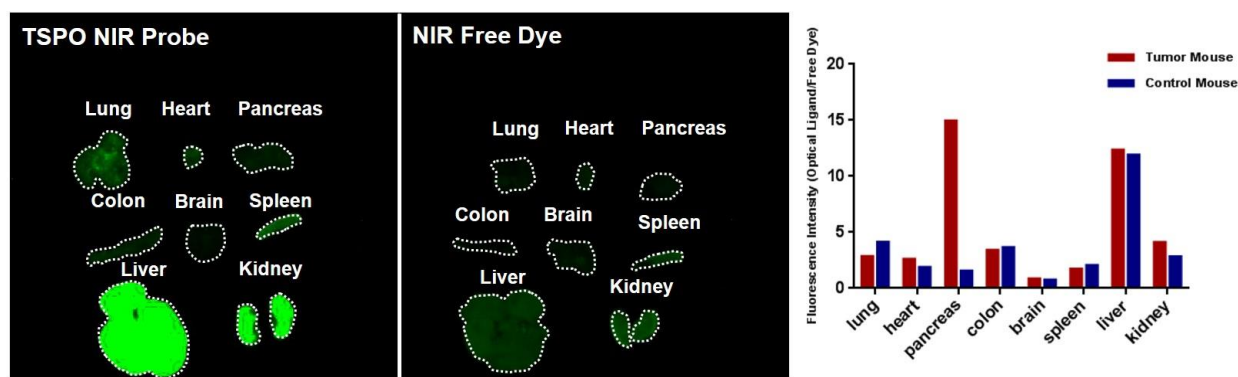 TSPO NIR Probe
Lung Heart Pancreas
Colon Brain Spleen
Liver Kidney
NIR Free Dye
Lung Heart Pancreas
Colon Brain Spleen
Liver Kidney
Fluorescence Intensity (Optical Ligand/Free Dye)
Tumor Mouse
Control Mouse
20
15
10
5
0
lung heart pancreas colon brain spleen liver kidney